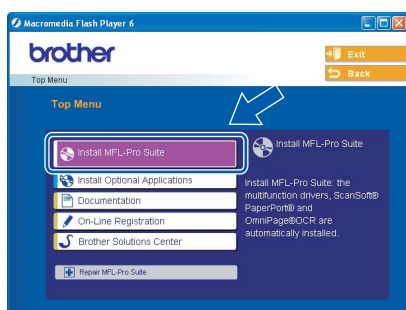 Macromedia Flash Player 6
brother
Exit
Back
Top Menu
Top Menu
Install MFL-Pro Suite
Install Optional Applications
Documentation
On-Line Registration
Brother Solutions Center
Repair MFL-Pro Suite
Install MFL-Pro Suite
Install MFL-Pro Suite: the
multifunction drivers, ScanSoft®
PaperPort® and
OmniPage®OCR are
automatically installed.